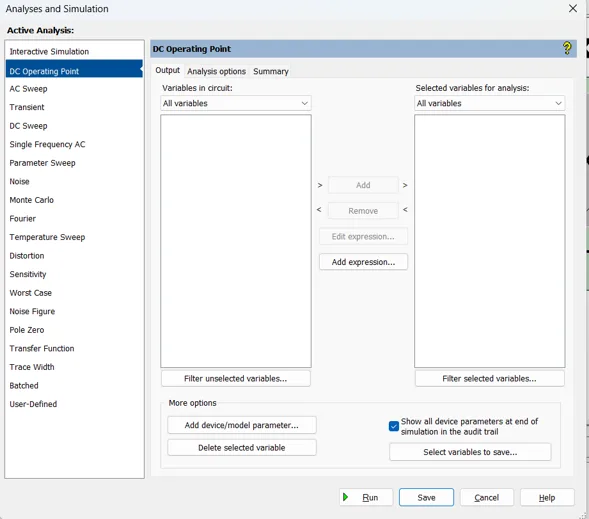 Analyses and Simulation
Active Analysis:
Interactive Simulation
DC Operating Point
AC Sweep
Transient
DC Sweep
Single Frequency AC
Parameter Sweep
Noise
Monte Carlo
Fourier
Temperature Sweep
Distortion
Sensitivity
Worst Case
Noise Figure
Pole Zero
Transfer Function
Trace Width
Batched
User-Defined
DC Operating Point
?
Output Analysis options Summary
Variables in circuit:
All variables
Selected variables for analysis:
All variables
> Add >
< Remove <
Edit expression...
Add expression...
Filter unselected variables...
Filter selected variables...
More options
Add device/model parameter...
Delete selected variable
Show all device parameters at end of
simulation in the audit trail
Select variables to save...
Run Save Cancel Help